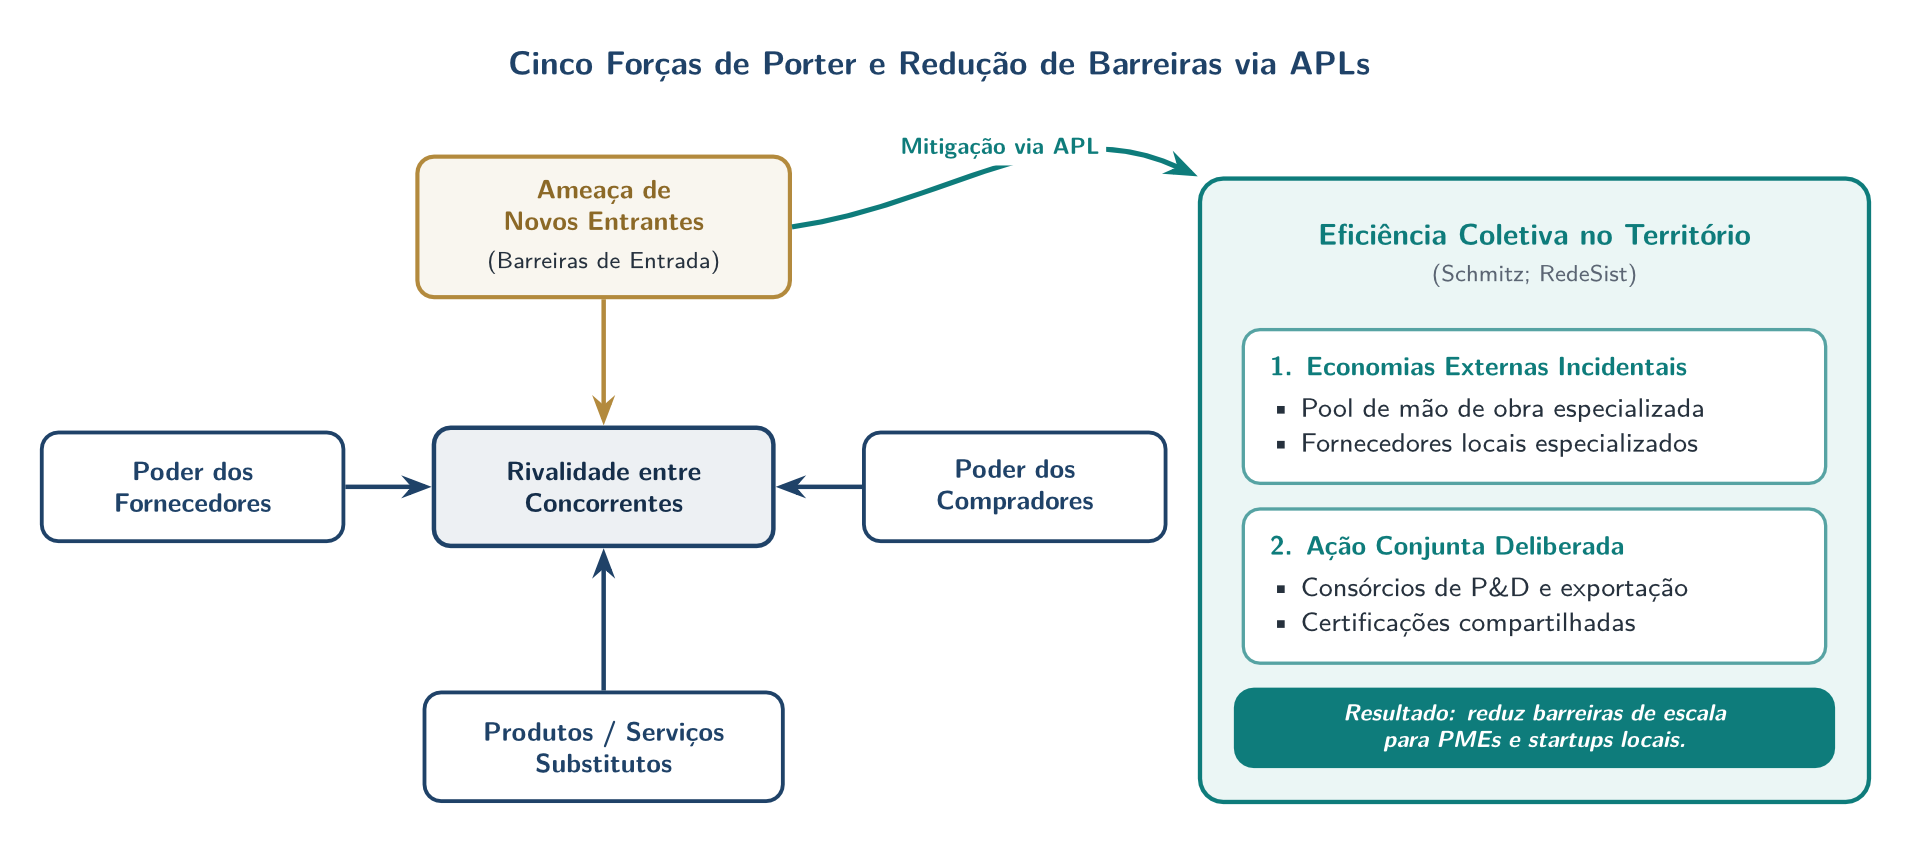 Cinco Forças de Porter e Redução de Barreiras via APLs
Mitigação via APL
Ameaça de
Novos Entrantes
(Barreiras de Entrada)
Poder dos
Fornecedores
Rivalidade entre
Concorrentes
Poder dos
Compradores
Produtos / Serviços
Substitutos
Eficiência Coletiva no Território
(Schmitz; RedeSist)
1. Economias Externas Incidentais
▪ Pool de mão de obra especializada
▪ Fornecedores locais especializados
2. Ação Conjunta Deliberada
▪ Consórcios de P&D e exportação
▪ Certificações compartilhadas
Resultado: reduz barreiras de escala
para PMEs e startups locais.